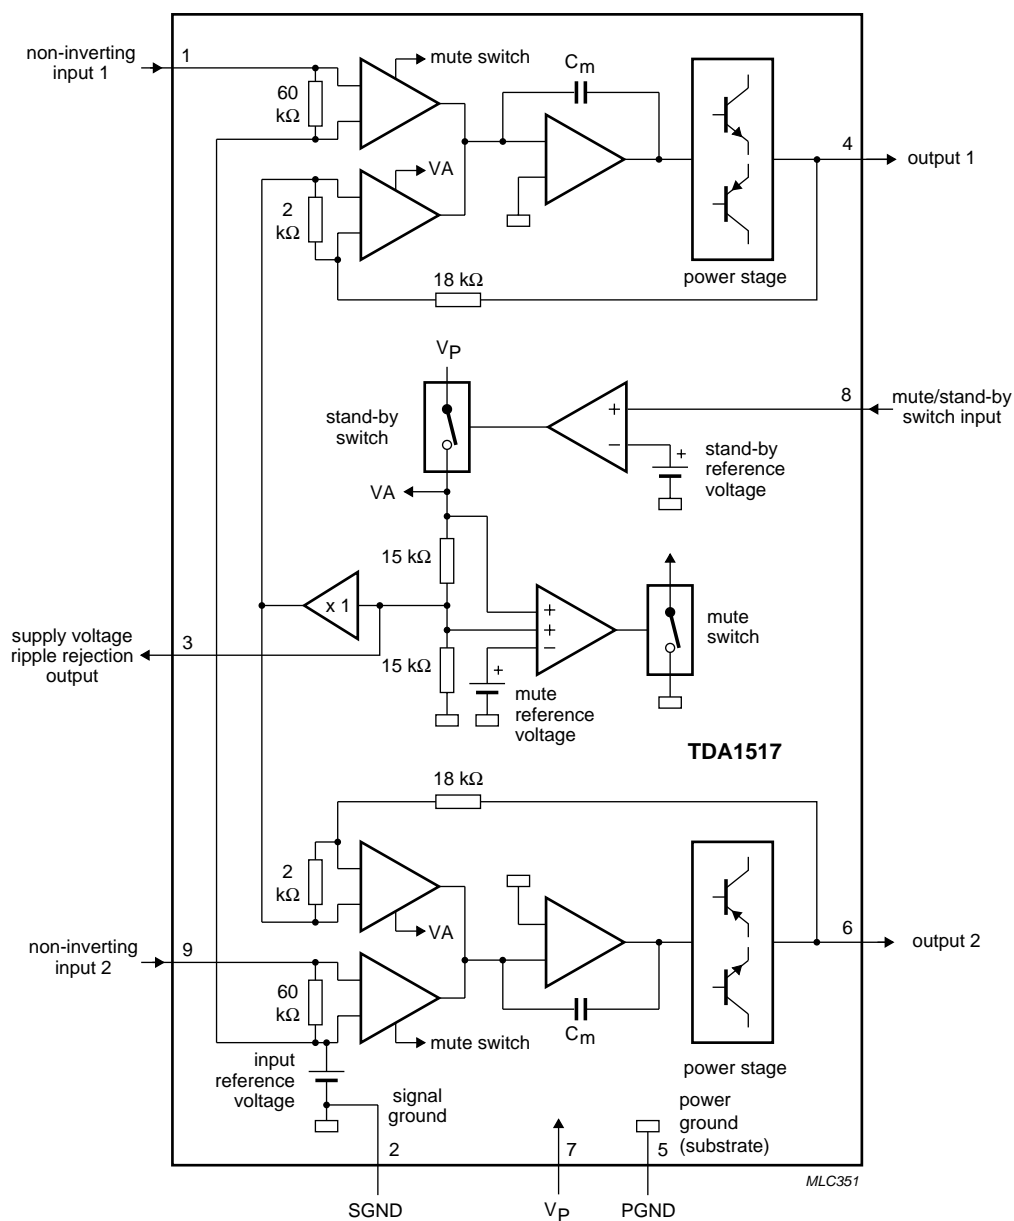 non-inverting
input 1
1
60
kΩ
mute switch
Cm
VA
2
kΩ
18 kΩ
power stage
4
output 1
VP
stand-by
switch
+
−
+
stand-by
reference
voltage
8
mute/stand-by
switch input
VA
15 kΩ
x 1
supply voltage
ripple rejection
output
3
15 kΩ
+
+
−
+
mute
reference
voltage
mute
switch
TDA1517
18 kΩ
2
kΩ
VA
non-inverting
input 2
9
60
kΩ
mute switch
Cm
power stage
6
output 2
input
reference
voltage
signal
ground
power
ground
(substrate)
2
7
5
MLC351
SGND
VP
PGND